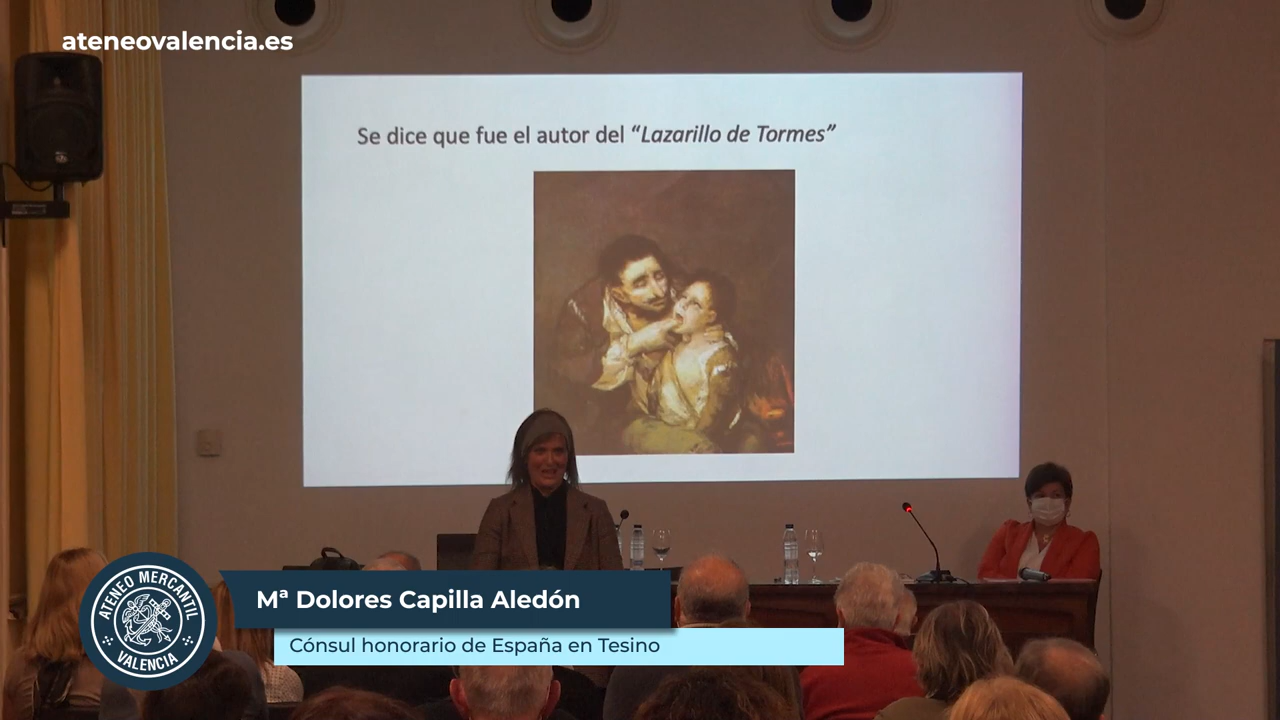 ateneovalencia.es
Se dice que fue el autor del “Lazarillo de Tormes”
ATENEO MERCANTIL
VALENCIA
Mª Dolores Capilla Aledón
Cónsul honorario de España en Tesino